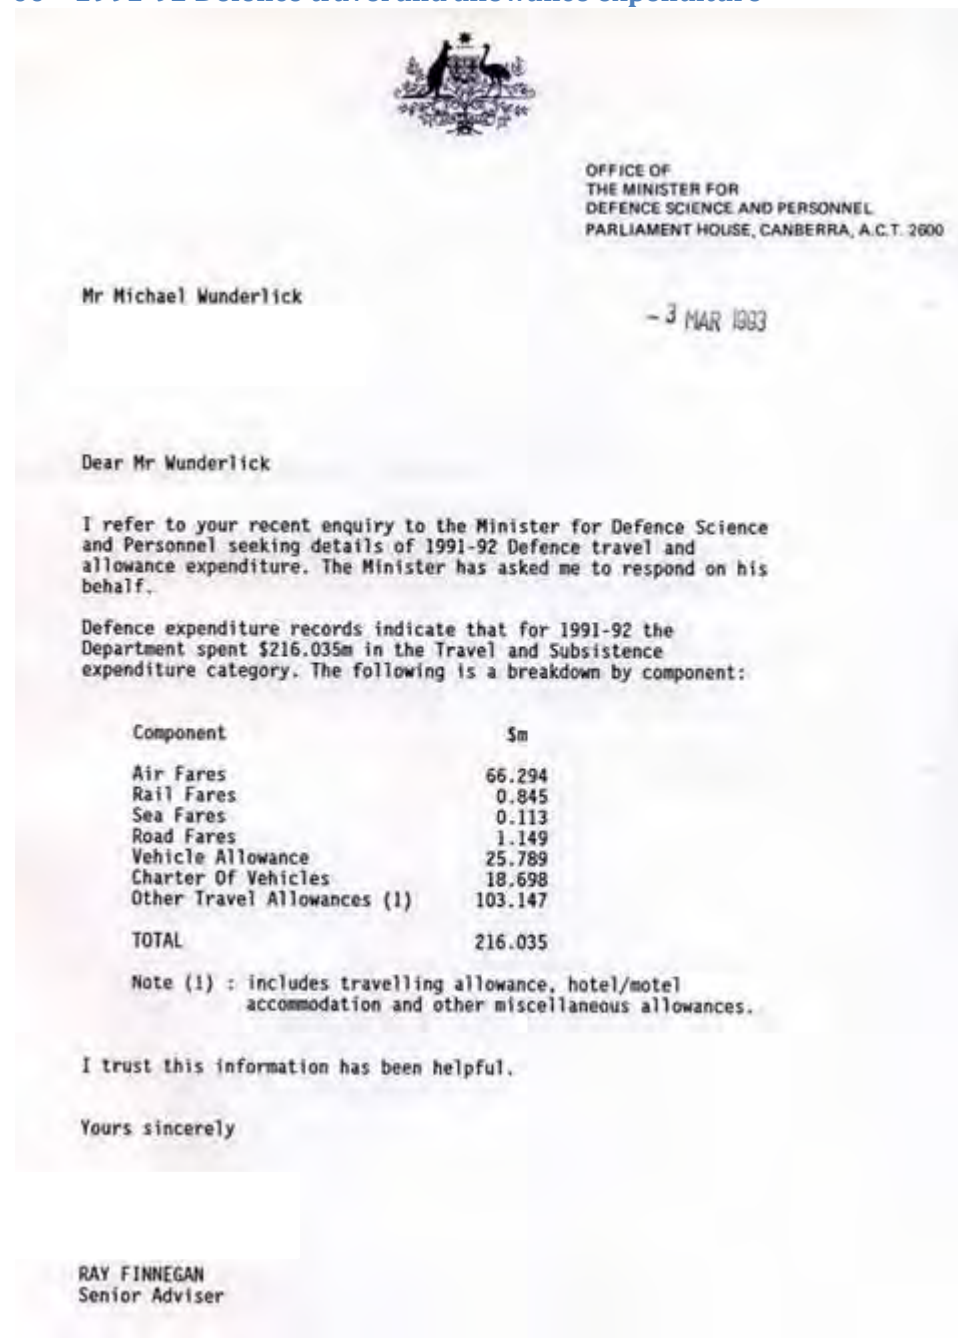 1991-92 Defence travel and allowance expenditure
OFFICE OF
THE MINISTER FOR
DEFENCE SCIENCE AND PERSONNEL
PARLIAMENT HOUSE, CANBERRA, A.C.T. 2600
Mr Michael Wunderlick
- 3 MAR 1993
Dear Mr Wunderlick
I refer to your recent enquiry to the Minister for Defence Science
and Personnel seeking details of 1991-92 Defence travel and
allowance expenditure. The Minister has asked me to respond on his
behalf.
Defence expenditure records indicate that for 1991-92 the
Department spent $216.035m in the Travel and Subsistence
expenditure category. The following is a breakdown by component:
Component $m
Air Fares 66.294
Rail Fares 0.845
Sea Fares 0.113
Road Fares 1.149
Vehicle Allowance 25.789
Charter Of Vehicles 18.698
Other Travel Allowances (1) 103.147
TOTAL 216.035
Note (1) : includes travelling allowance, hotel/motel
accommodation and other miscellaneous allowances.
I trust this information has been helpful.
Yours sincerely
RAY FINNEGAN
Senior Adviser